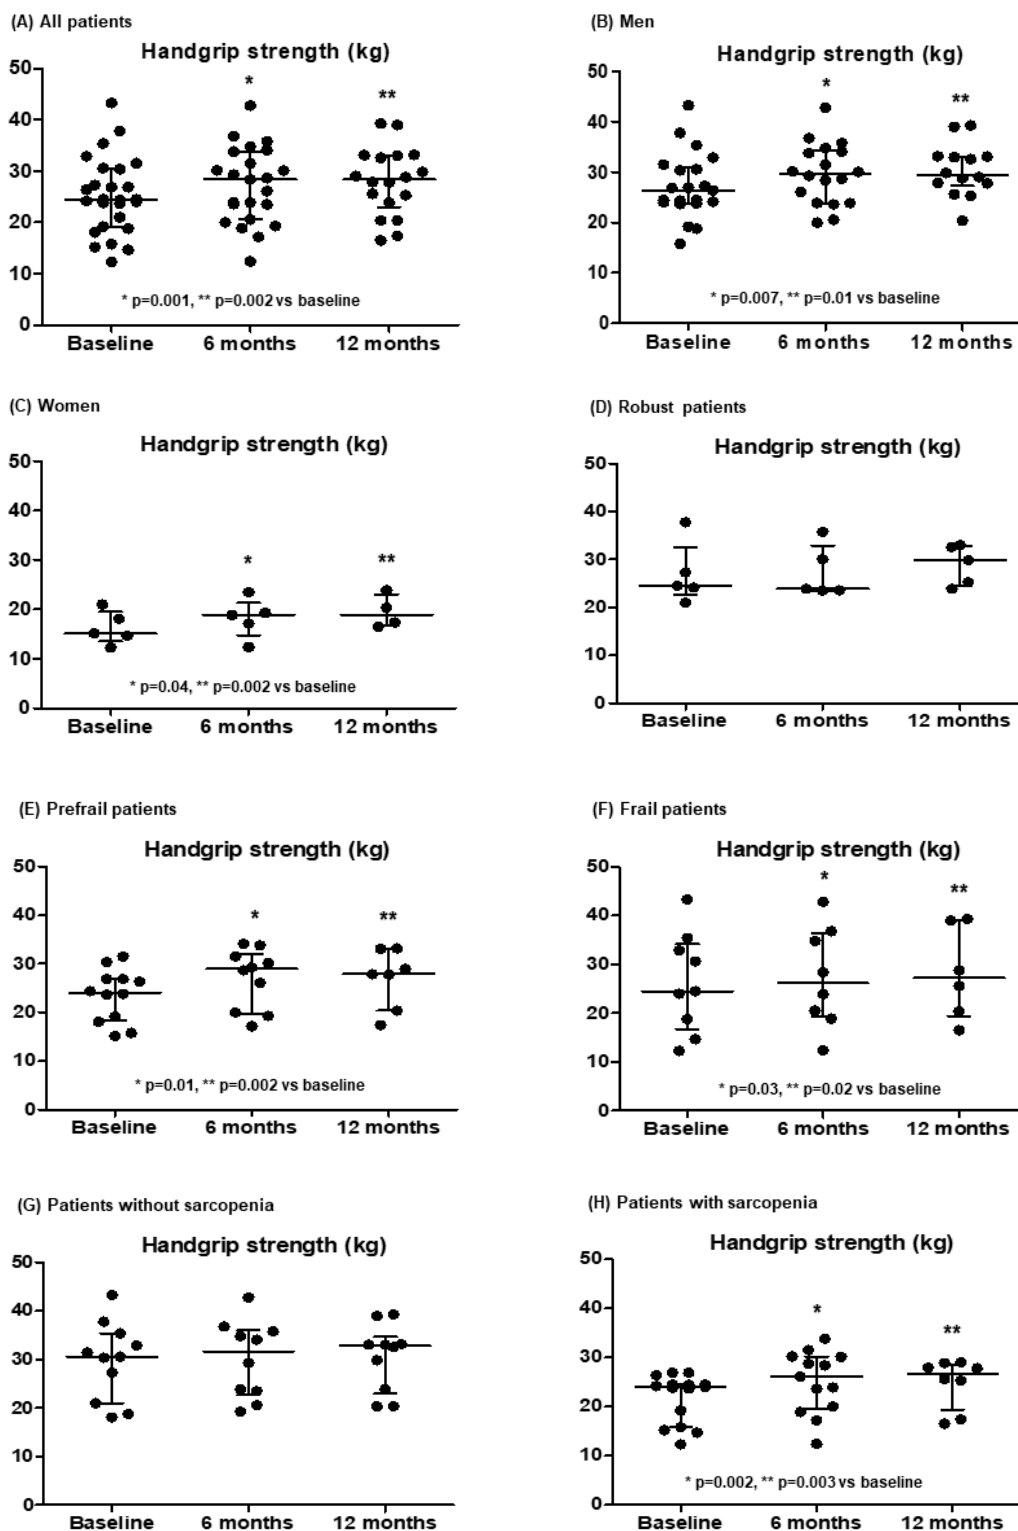 (A) All patients
Handgrip strength (kg)
50
40
30
20
10
0
*
**
* p=0.001, ** p=0.002 vs baseline
Baseline 6 months 12 months
(B) Men
Handgrip strength (kg)
50
40
30
20
10
0
*
**
* p=0.007, ** p=0.01 vs baseline
Baseline 6 months 12 months
(C) Women
Handgrip strength (kg)
50
40
30
20
10
0
*
**
* p=0.04, ** p=0.002 vs baseline
Baseline 6 months 12 months
(D) Robust patients
Handgrip strength (kg)
50
40
30
20
10
0
Baseline 6 months 12 months
(E) Prefrail patients
Handgrip strength (kg)
50
40
30
20
10
0
*
**
* p=0.01, ** p=0.002 vs baseline
Baseline 6 months 12 months
(F) Frail patients
Handgrip strength (kg)
50
40
30
20
10
0
*
**
* p=0.03, ** p=0.02 vs baseline
Baseline 6 months 12 months
(G) Patients without sarcopenia
Handgrip strength (kg)
50
40
30
20
10
0
Baseline 6 months 12 months
(H) Patients with sarcopenia
Handgrip strength (kg)
50
40
30
20
10
0
*
**
* p=0.002, ** p=0.003 vs baseline
Baseline 6 months 12 months